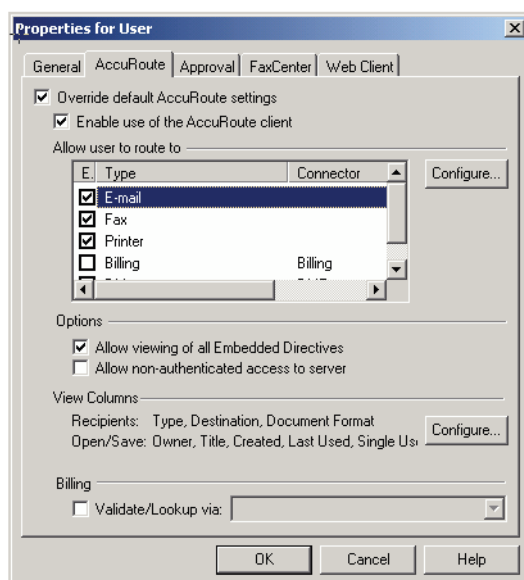 Properties for User
General AccuRoute Approval FaxCenter Web Client
Override default AccuRoute settings
Enable use of the AccuRoute client
Allow user to route to
E. Type Connector Configure...
E-mail
Fax
Printer
Billing Billing
Options
Allow viewing of all Embedded Directives
Allow non-authenticated access to server
View Columns
Recipients: Type, Destination, Document Format
Open/Save: Owner, Title, Created, Last Used, Single Configure...
Billing
Validate/Lookup via:
OK Cancel Help